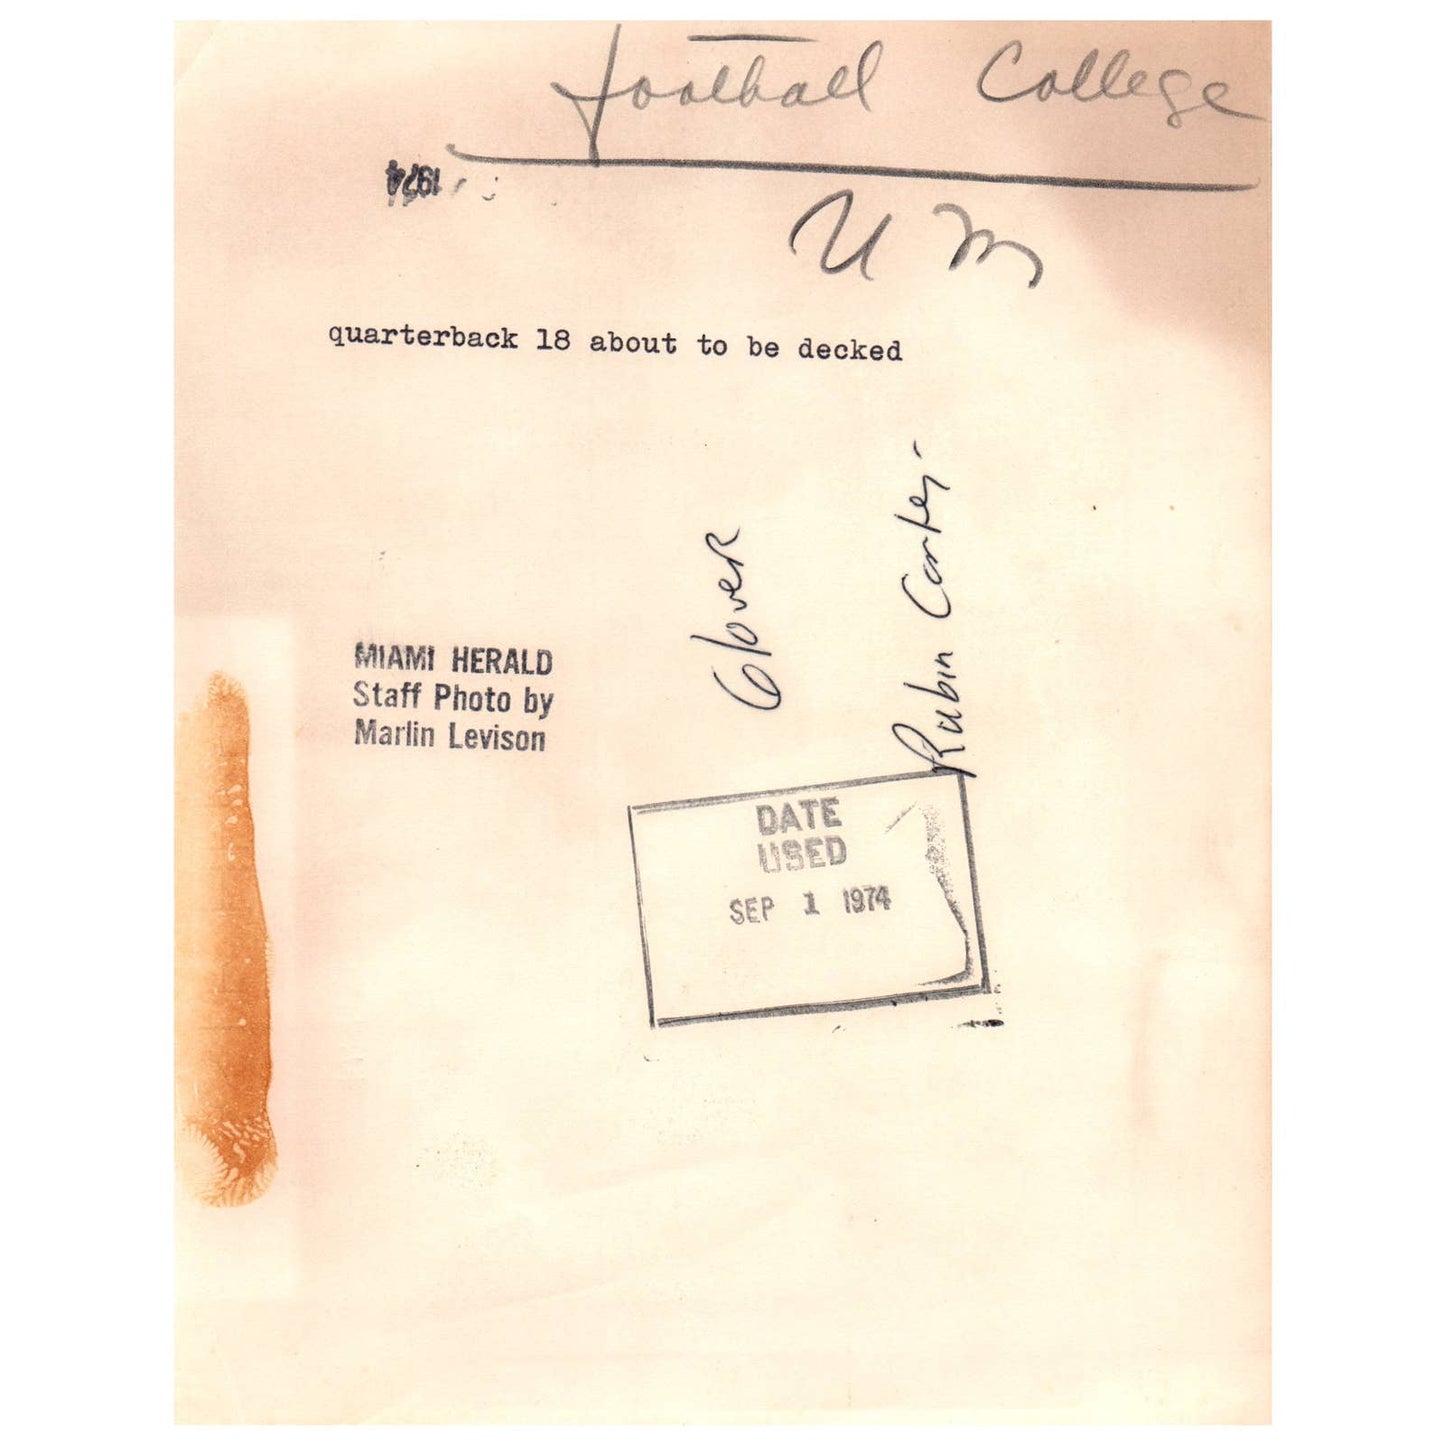 Football College
1974
U M
quarterback 18 about to be decked
Glover
Rubin Carter
MIAMI HERALD
Staff Photo by
Marlin Levison
DATE
USED
SEP 1 1974